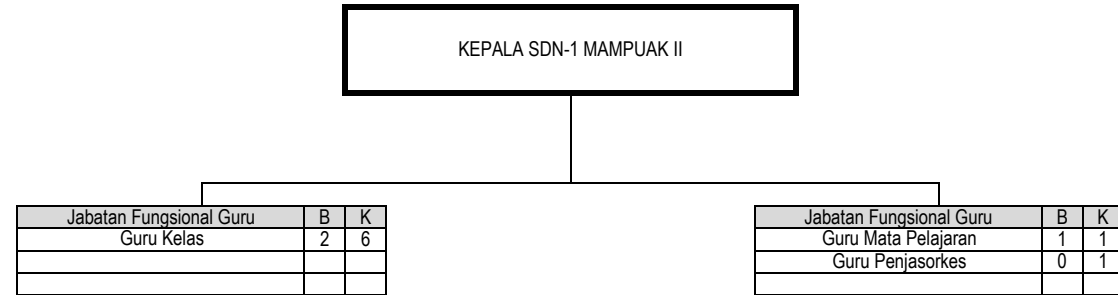 KEPALA SDN-1 MAMPUAK II
Jabatan Fungsional Guru B K
Guru Kelas 2 6
Jabatan Fungsional Guru B K
Guru Mata Pelajaran 1 1
Guru Penjasorkes 0 1